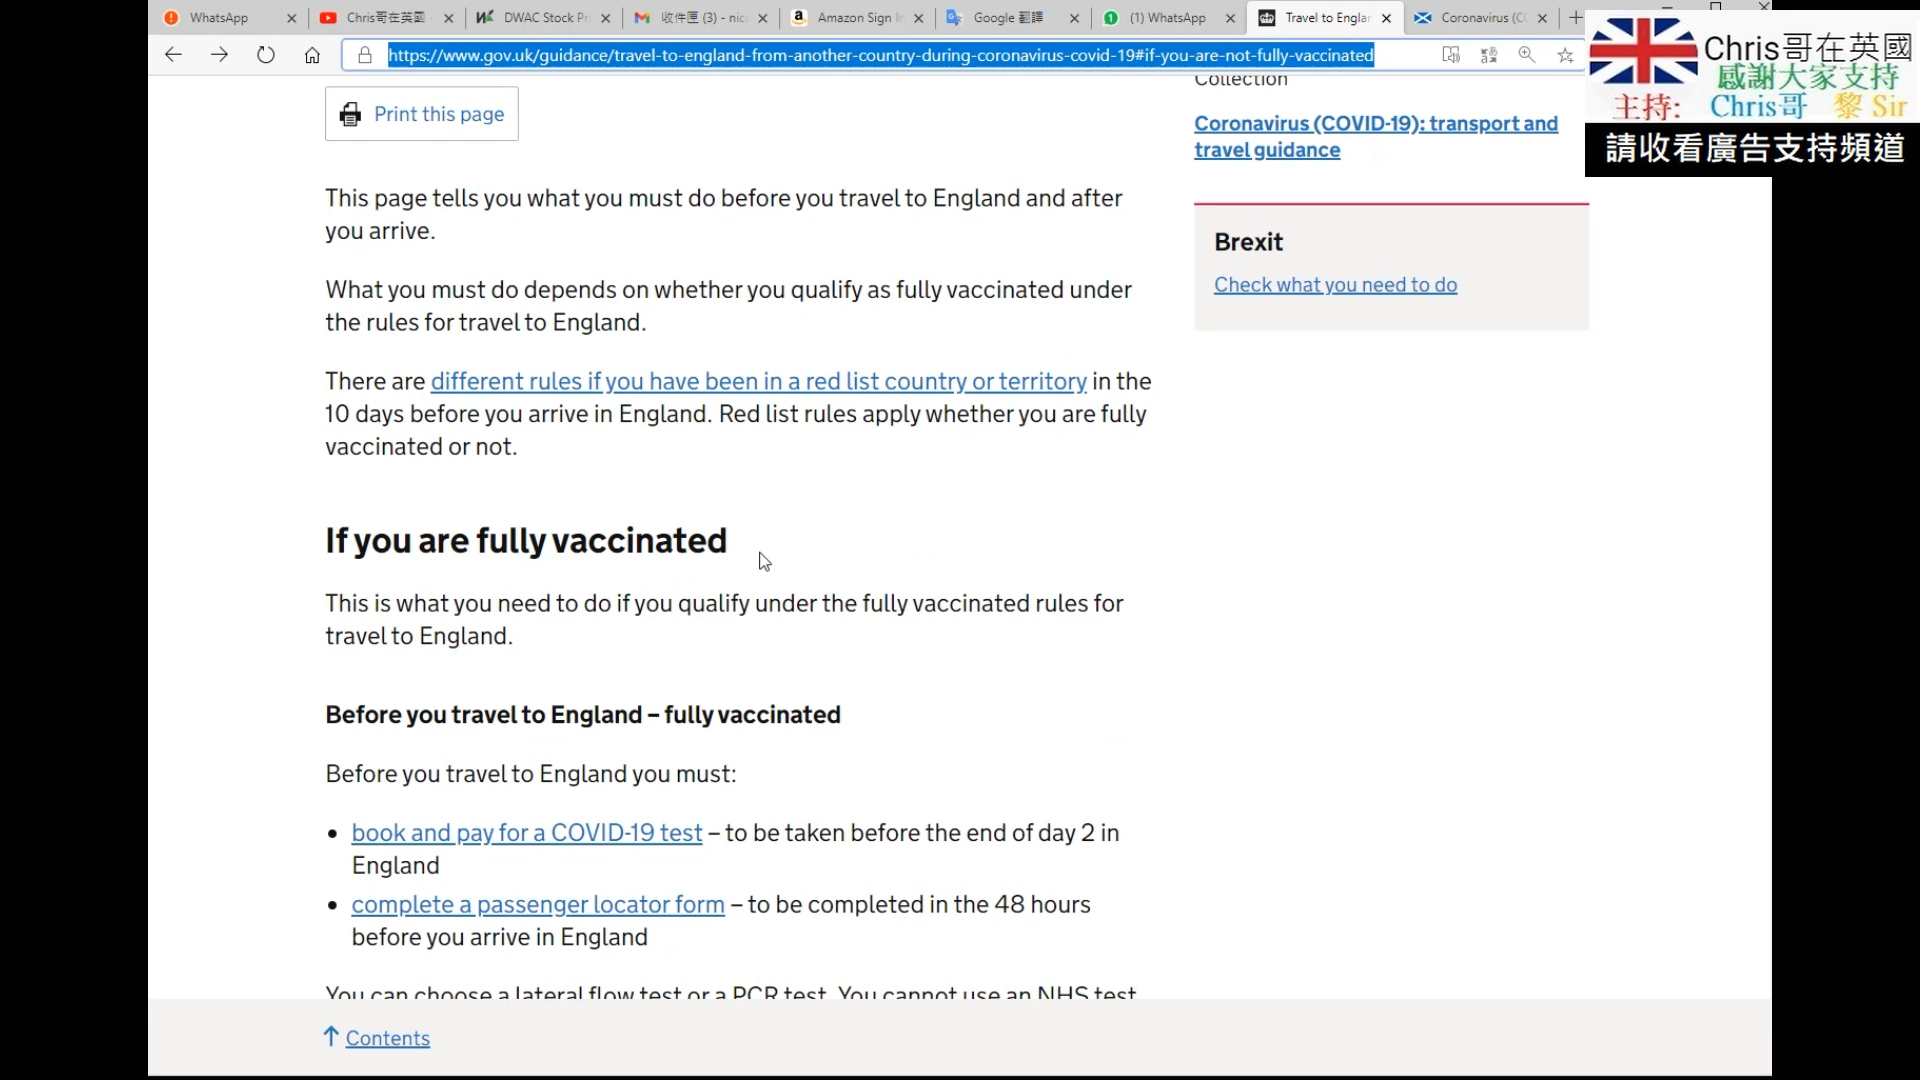 WhatsApp
Chris哥在英國
DWAC Stock Pri
收件匣 (3) - nic
Amazon Sign In
Google 翻譯
(1) WhatsApp
Travel to Englan
Coronavirus (CO
https://www.gov.uk/guidance/travel-to-england-from-another-country-during-coronavirus-covid-19#if-you-are-not-fully-vaccinated
Chris哥在英國
感謝大家支持
主持: Chris哥 黎 Sir
請收看廣告支持頻道
Print this page
This page tells you what you must do before you travel to England and after
you arrive.
What you must do depends on whether you qualify as fully vaccinated under
the rules for travel to England.
There are different rules if you have been in a red list country or territory in the
10 days before you arrive in England. Red list rules apply whether you are fully
vaccinated or not.
If you are fully vaccinated
This is what you need to do if you qualify under the fully vaccinated rules for
travel to England.
Before you travel to England – fully vaccinated
Before you travel to England you must:
• book and pay for a COVID-19 test – to be taken before the end of day 2 in
England
• complete a passenger locator form – to be completed in the 48 hours
before you arrive in England
You can choose a lateral flow test or a PCR test. You cannot use an NHS test
Collection
Coronavirus (COVID-19): transport and
travel guidance
Brexit
Check what you need to do
↑ Contents